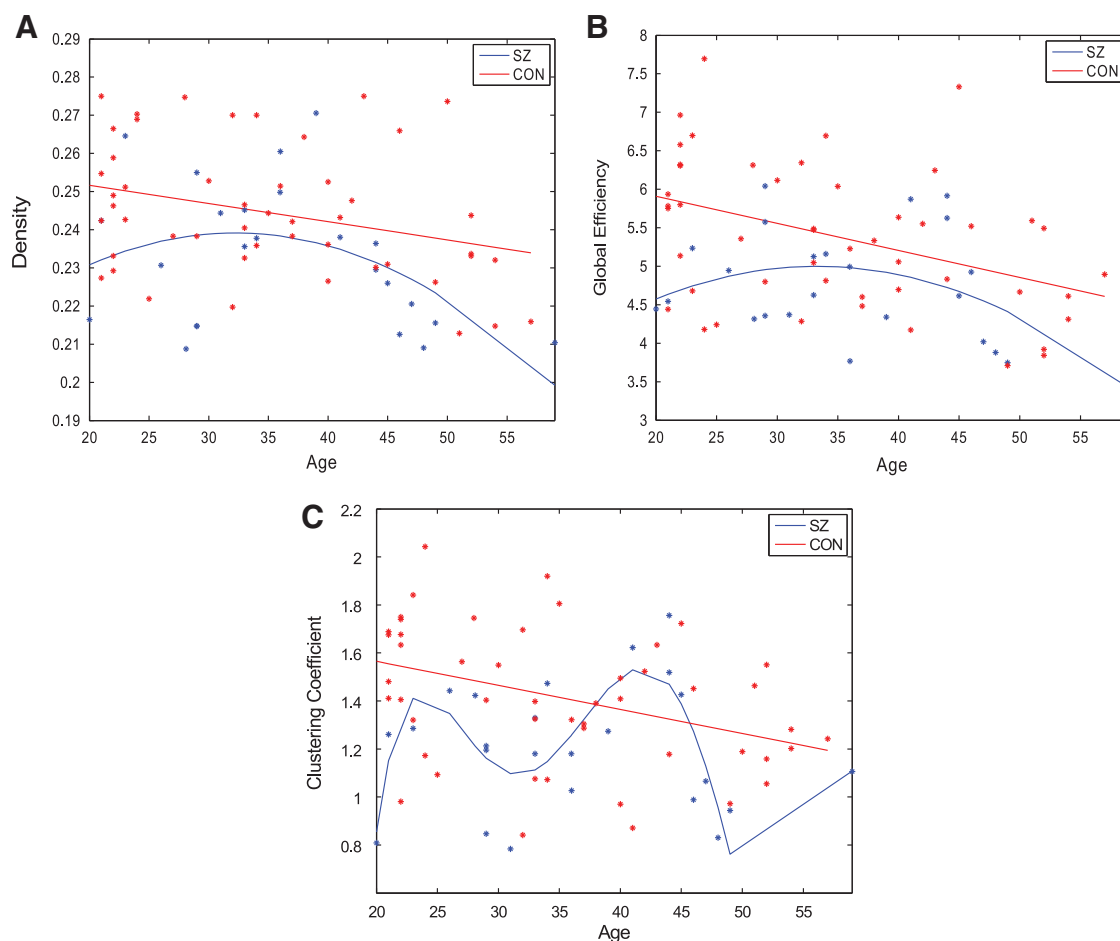 A
Density
0.29
0.28
0.27
0.26
0.25
0.24
0.23
0.22
0.21
0.2
0.19
20 25 30 35 40 45 50 55
Age
SZ
CON
B
Global Efficiency
8
7.5
7
6.5
6
5.5
5
4.5
4
3.5
3
20 25 30 35 40 45 50 55
Age
SZ
CON
C
Clustering Coefficient
2.2
2
1.8
1.6
1.4
1.2
1
0.8
20 25 30 35 40 45 50 55
Age
SZ
CON